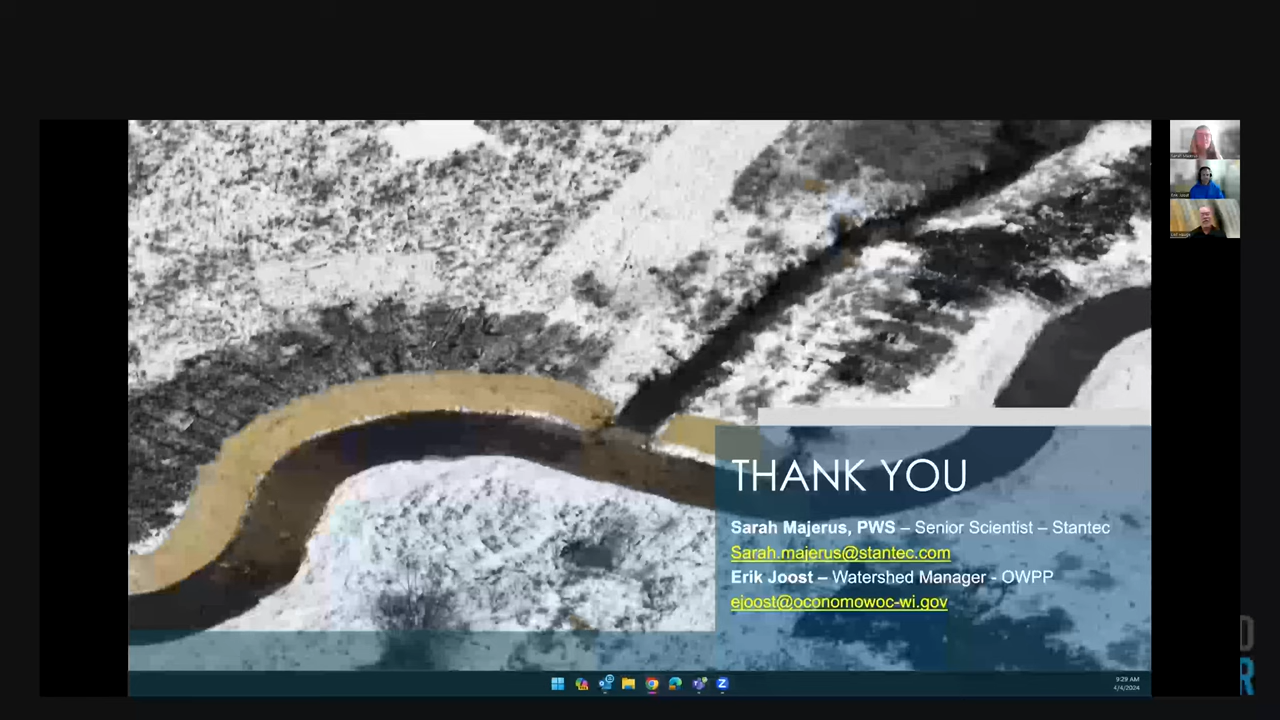 THANK YOU
Sarah Majerus, PWS – Senior Scientist – Stantec
Sarah.majerus@stantec.com
Erik Joost – Watershed Manager - OWPP
ejoost@oconomowoc-wi.gov
9:29 AM
4/4/2024
D
R